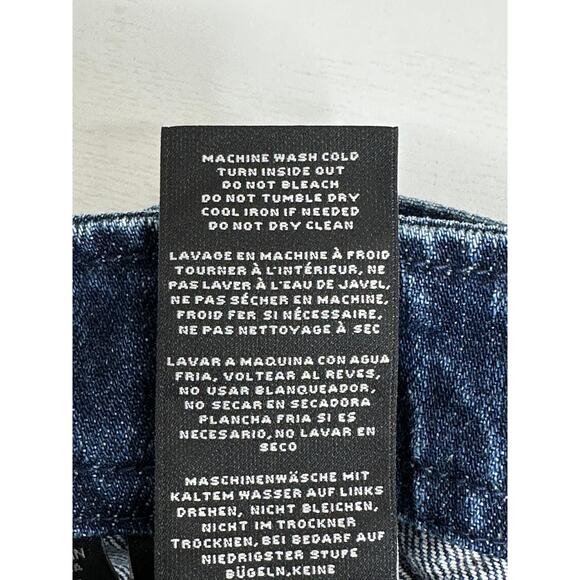 MACHINE WASH COLD
TURN INSIDE OUT
DO NOT BLEACH
DO NOT TUMBLE DRY
COOL IRON IF NEEDED
DO NOT DRY CLEAN
LAVAGE EN MACHINE À FROID
TOURNER À L'INTÉRIEUR, NE
PAS LAVER À L'EAU DE JAVEL,
NE PAS SÉCHER EN MACHINE,
FROID FER SI NÉCESSAIRE,
NE PAS NETTOYAGE À SEC
LAVAR A MAQUINA CON AGUA
FRIA, VOLTEAR AL REVES,
NO USAR BLANQUEADOR,
NO SECAR EN SECADORA
PLANCHA FRIA SI ES
NECESARIO, NO LAVAR EN
SECO
MASCHINENWÄSCHE MIT
KALTEM WASSER AUF LINKS
DREHEN, NICHT BLEICHEN,
NICHT IM TROCKNER
TROCKNEN, BEI BEDARF AUF
NIEDRIGSTER STUFE
BÜGELN, KEINE